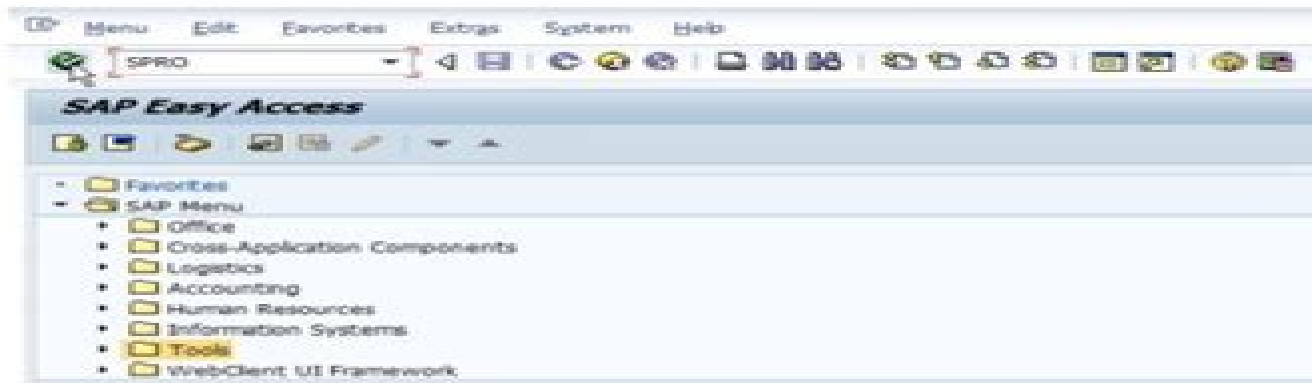 Menu Edit Favorites Extras System Help
SPRO
SAP Easy Access
Favorites
SAP Menu
Office
Cross-Application Components
Logistics
Accounting
Human Resources
Information Systems
Tools
WebClient UI Framework